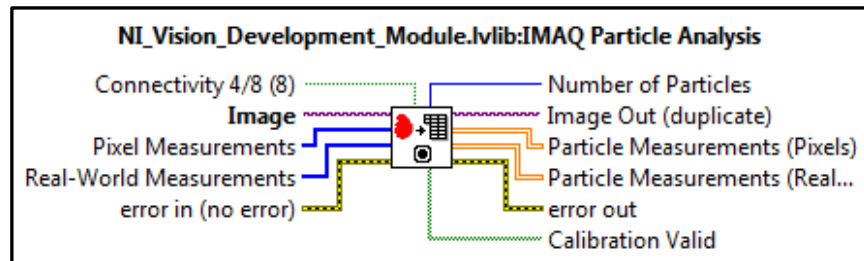 NI_Vision_Development_Module.lvlib:IMAQ Particle Analysis
Connectivity 4/8 (8)
Image
Pixel Measurements
Real-World Measurements
error in (no error)
Number of Particles
Image Out (duplicate)
Particle Measurements (Pixels)
Particle Measurements (Real...
error out
Calibration Valid